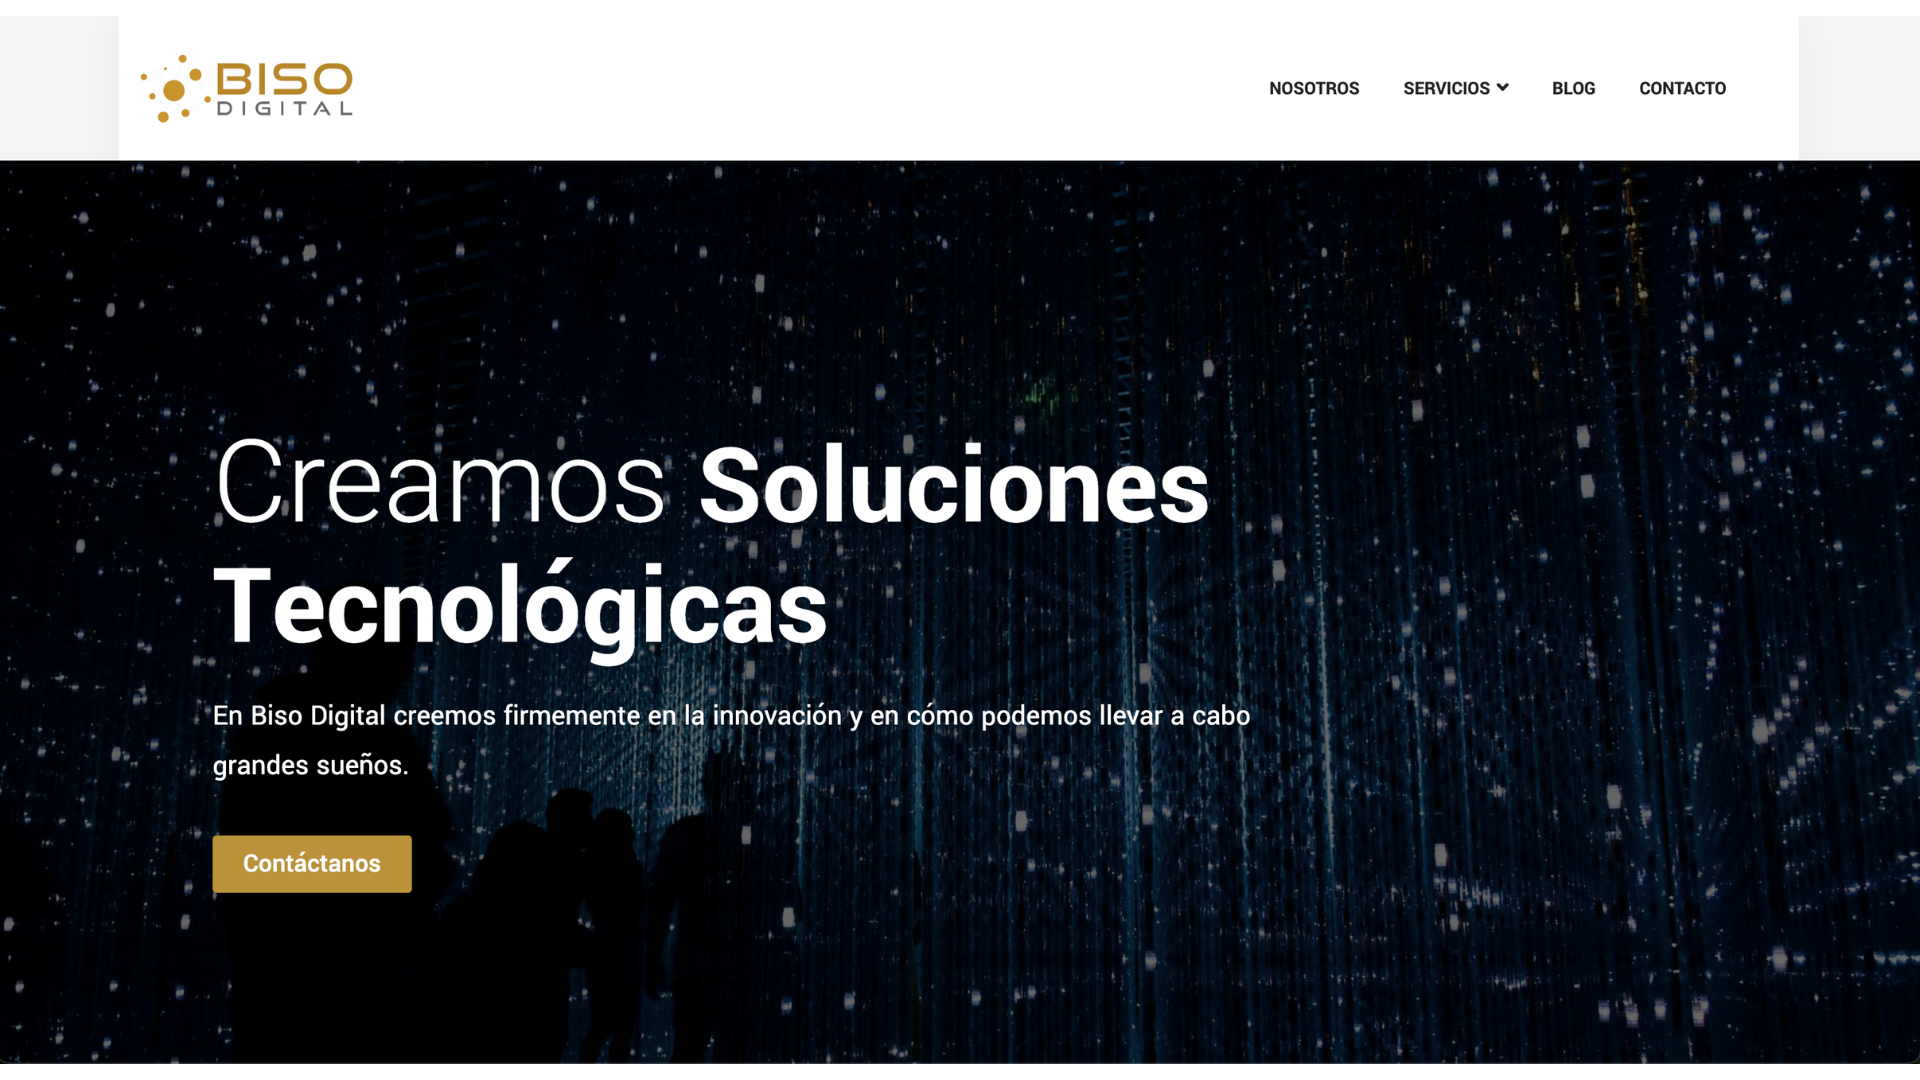 BISO
DIGITAL
NOSOTROS
SERVICIOS
BLOG
CONTACTO
Creamos Soluciones
Tecnológicas
En Biso Digital creemos firmemente en la innovación y en cómo podemos llevar a cabo
grandes sueños.
Contáctanos